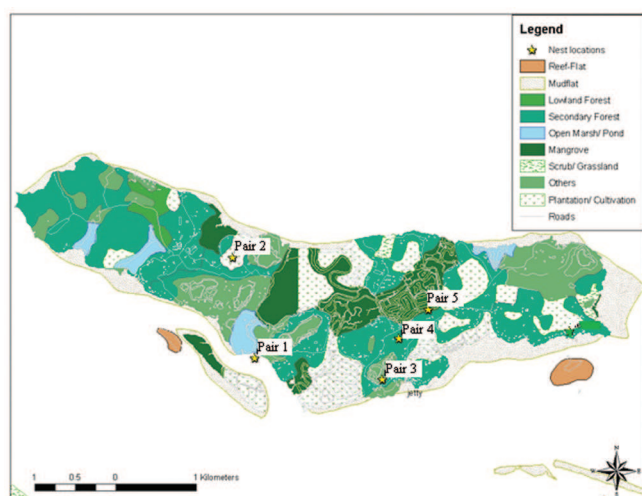 Legend
Nest locations
Reef-Flat
Mudflat
Lowland Forest
Secondary Forest
Open Marsh/ Pond
Mangrove
Scrub/ Grassland
Others
Plantation/ Cultivation
Roads
Pair 2
Pair 5
Pair 4
Pair 1
Pair 3
jetty
1 0.5 0 1 Kilometers
N
W E
S